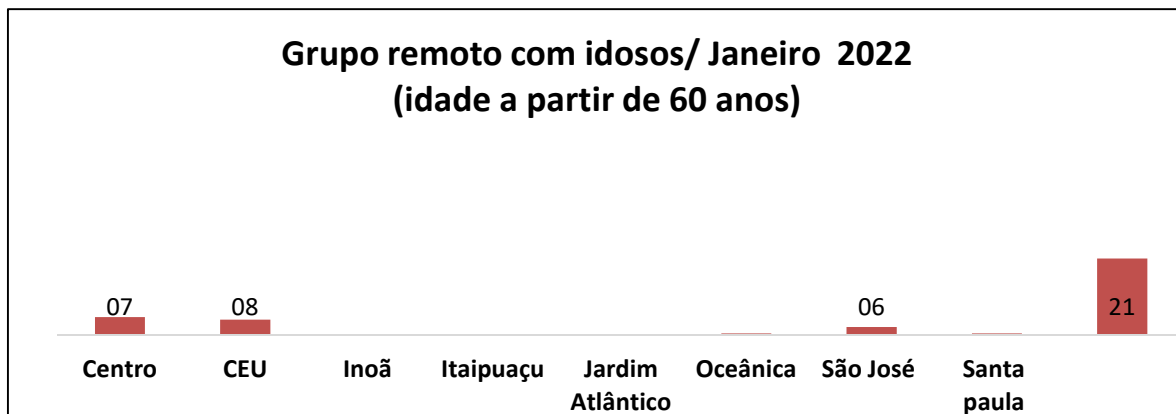 Grupo remoto com idosos/ Janeiro  2022
(idade a partir de 60 anos)
07
08
06
21
Centro
CEU
Inoã
Itaipuaçu
Jardim
Atlântico
Oceânica
São José
Santa
paula